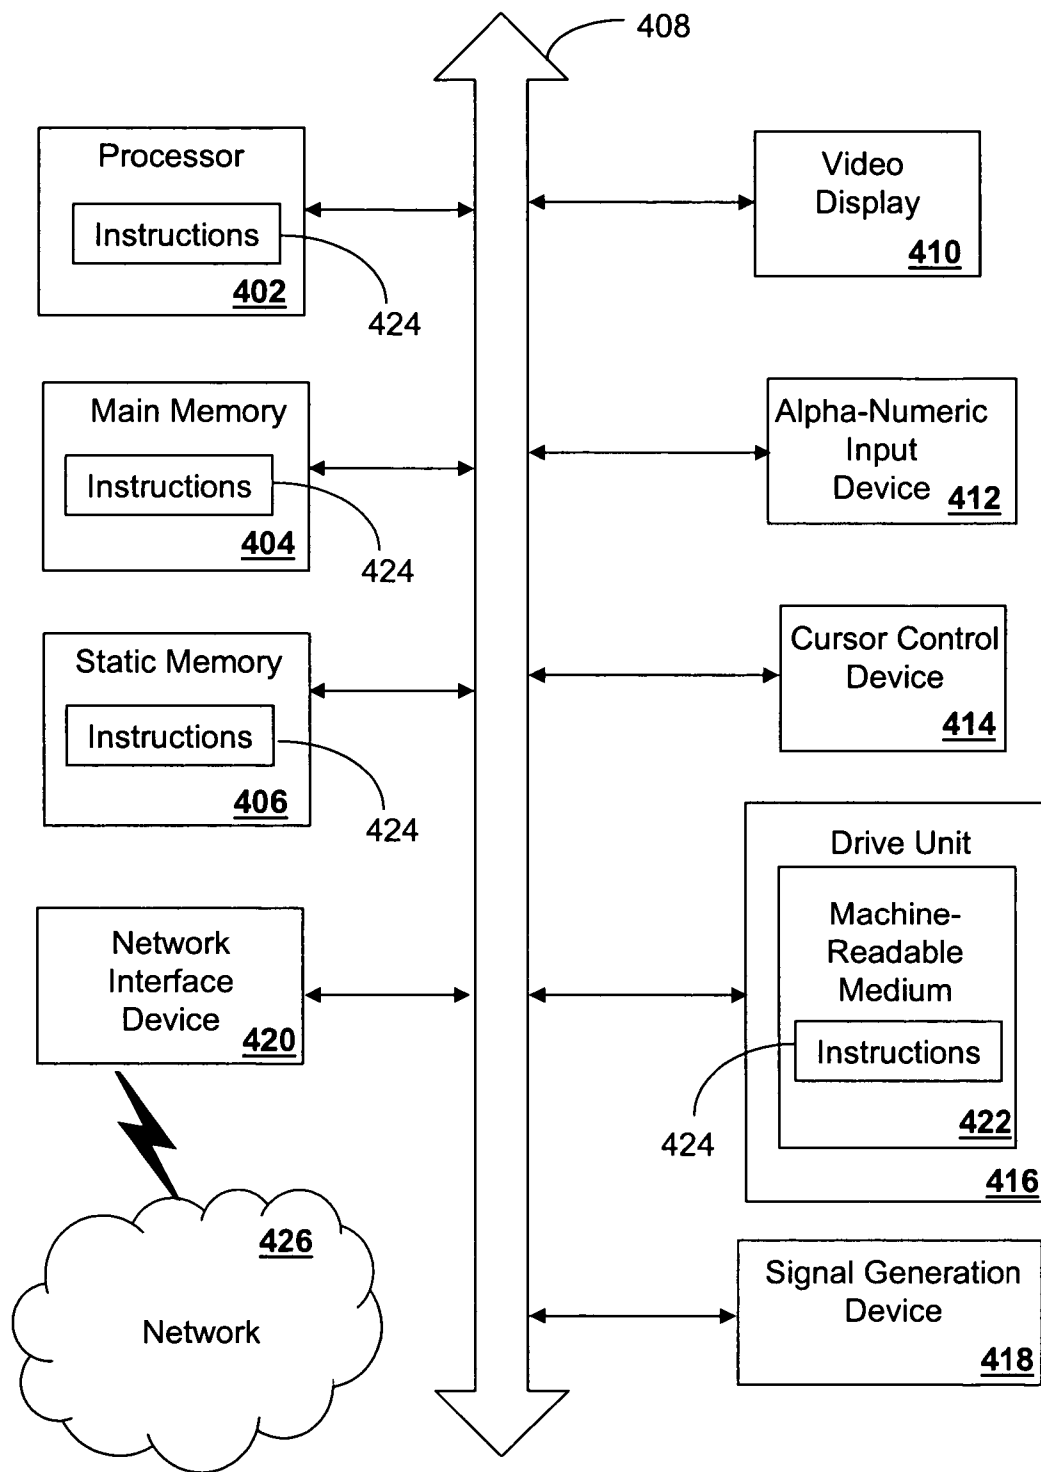 408
Processor
Instructions
402
424
Main Memory
Instructions
404
424
Static Memory
Instructions
406
424
Network
Interface
Device
420
426
Network
Video
Display
410
Alpha-Numeric
Input
Device
412
Cursor Control
Device
414
Drive Unit
Machine-
Readable
Medium
Instructions
422
424
416
Signal Generation
Device
418